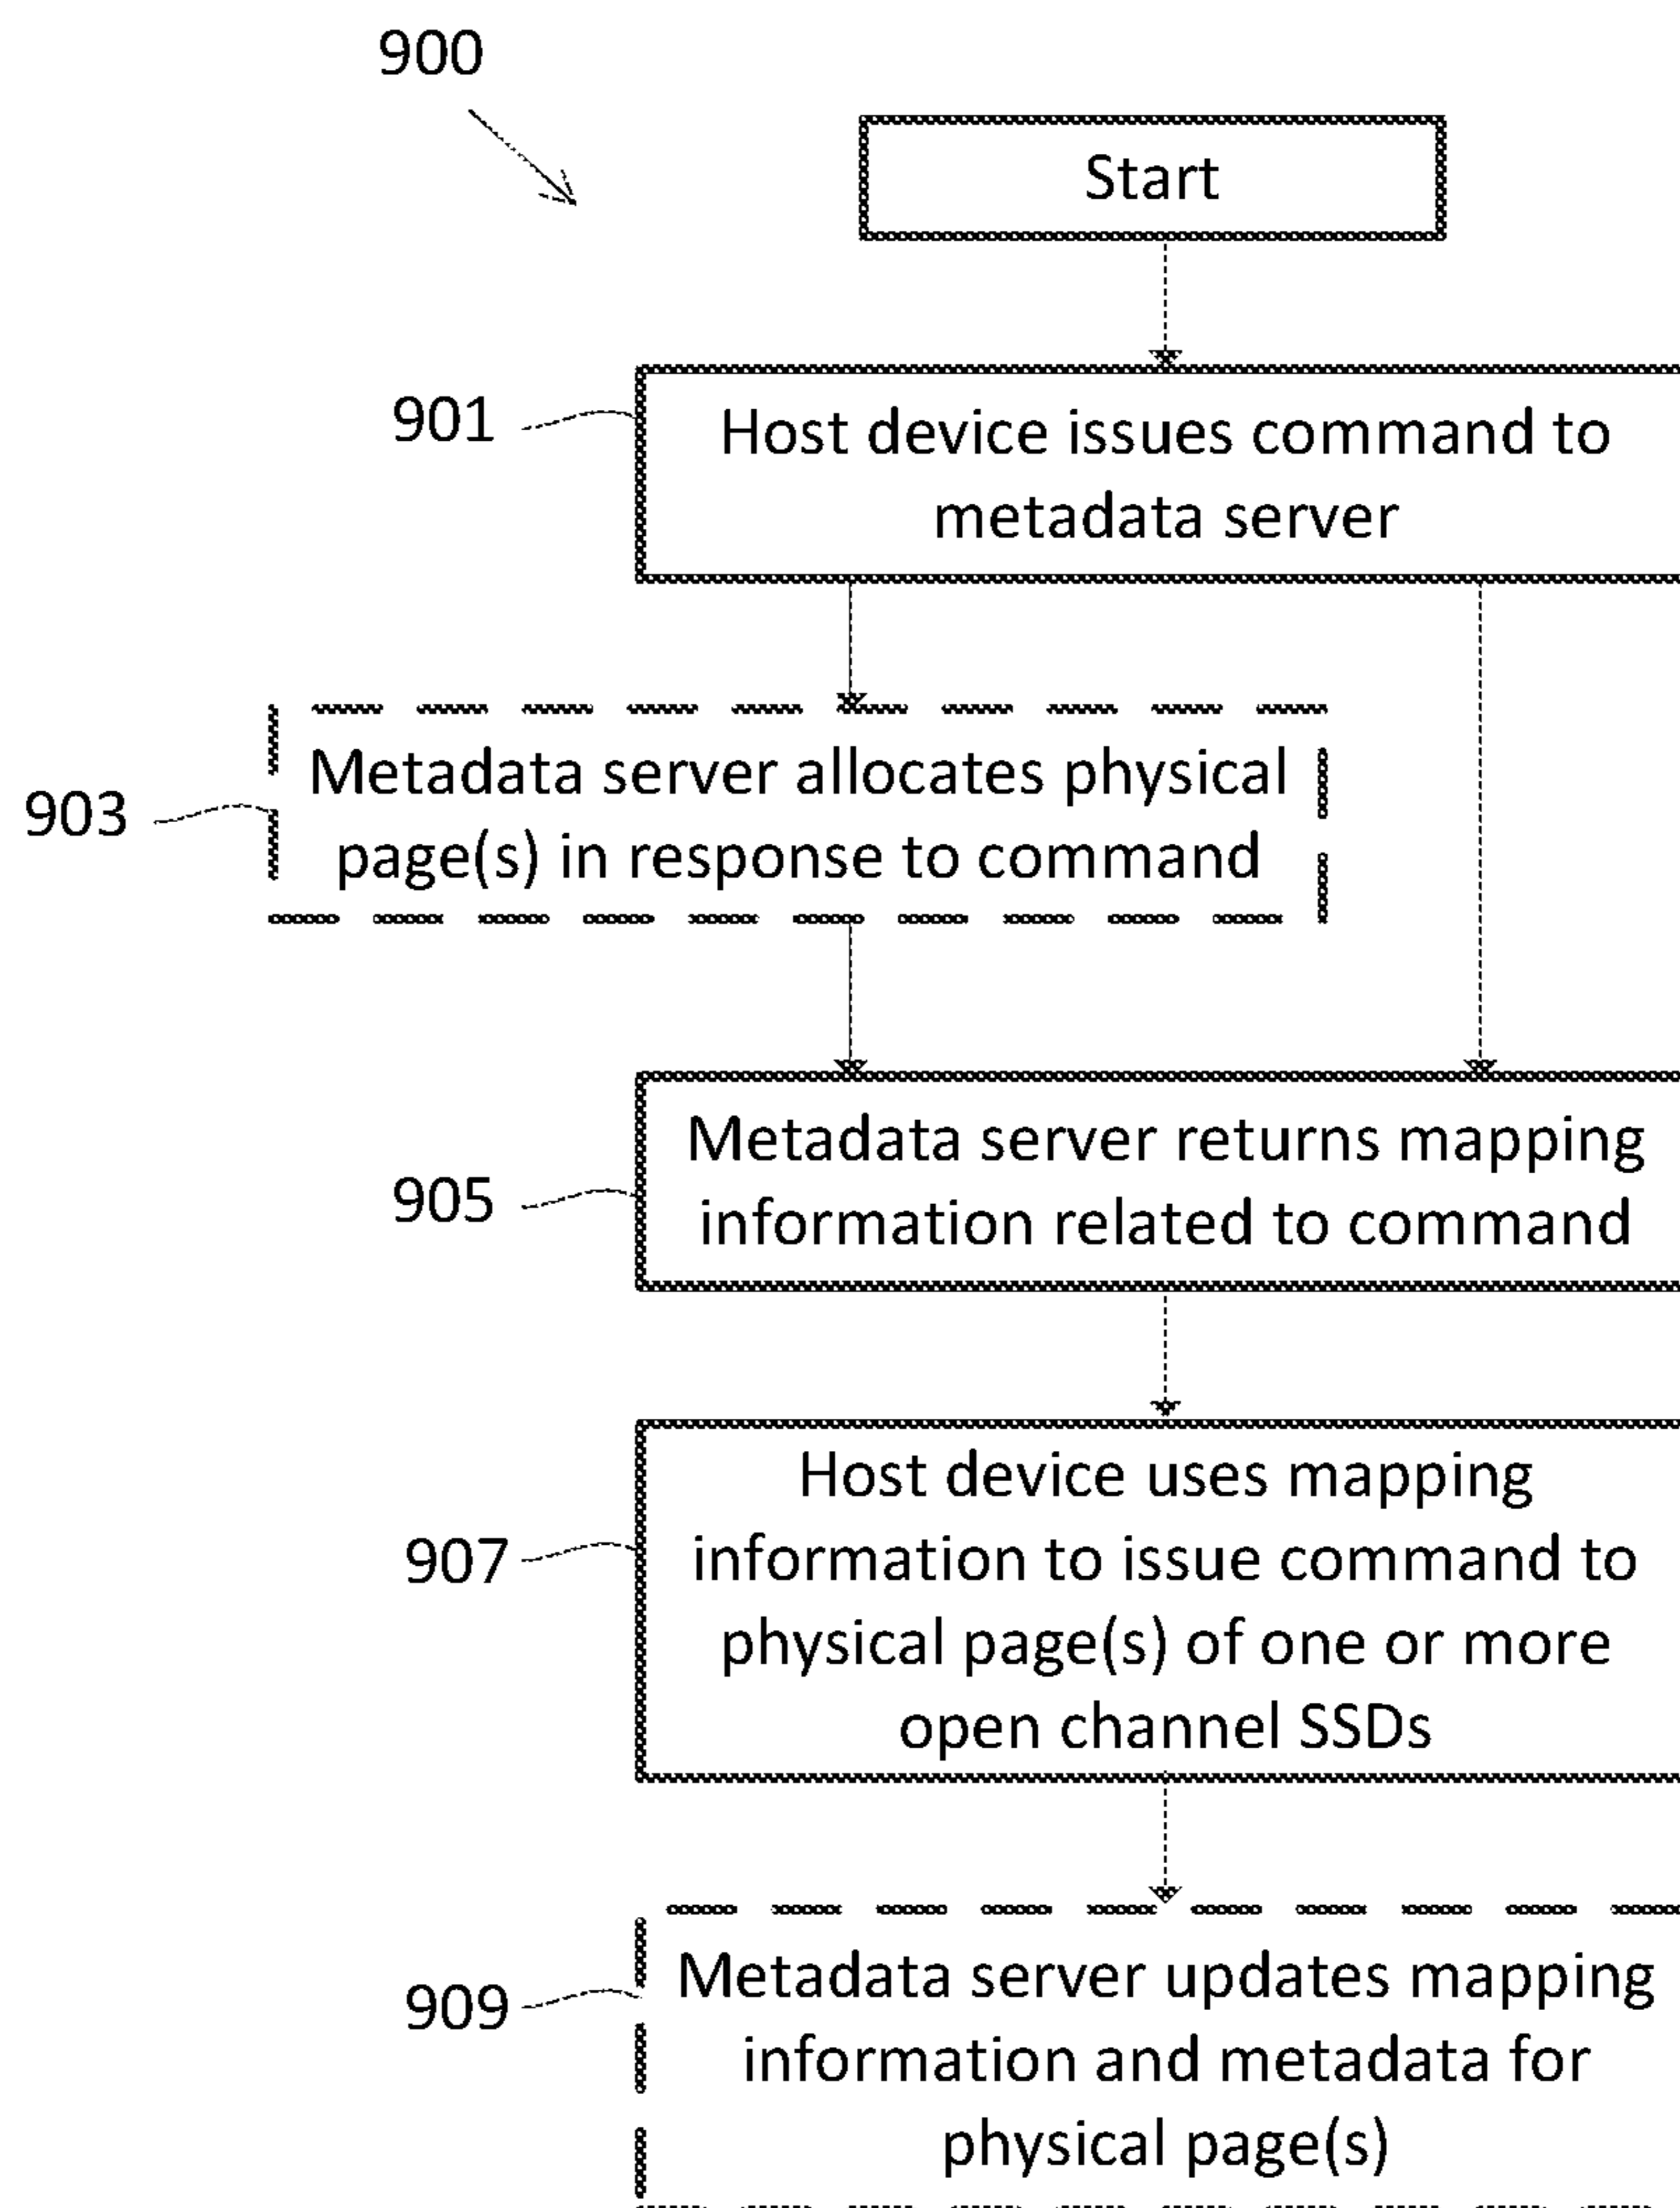 900
Start
901
Host device issues command to
metadata server
903
Metadata server allocates physical
page(s) in response to command
905
Metadata server returns mapping
information related to command
907
Host device uses mapping
information to issue command to
physical page(s) of one or more
open channel SSDs
909
Metadata server updates mapping
information and metadata for
physical page(s)